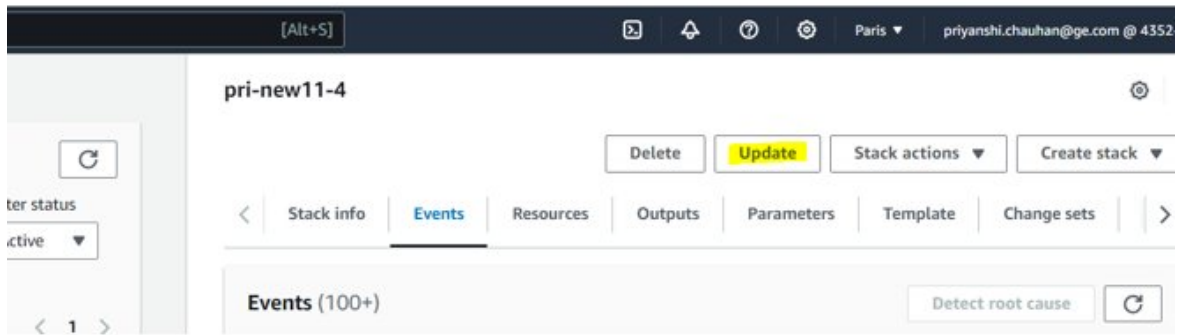 [Alt+S] Paris ▼ priyanshi.chauhan@ge.com @ 4352
pri-new11-4
Delete Update Stack actions ▼ Create stack ▼
ter status
Stack info Events Resources Outputs Parameters Template Change sets
ctive ▼
Events (100+) Detect root cause
< 1 >